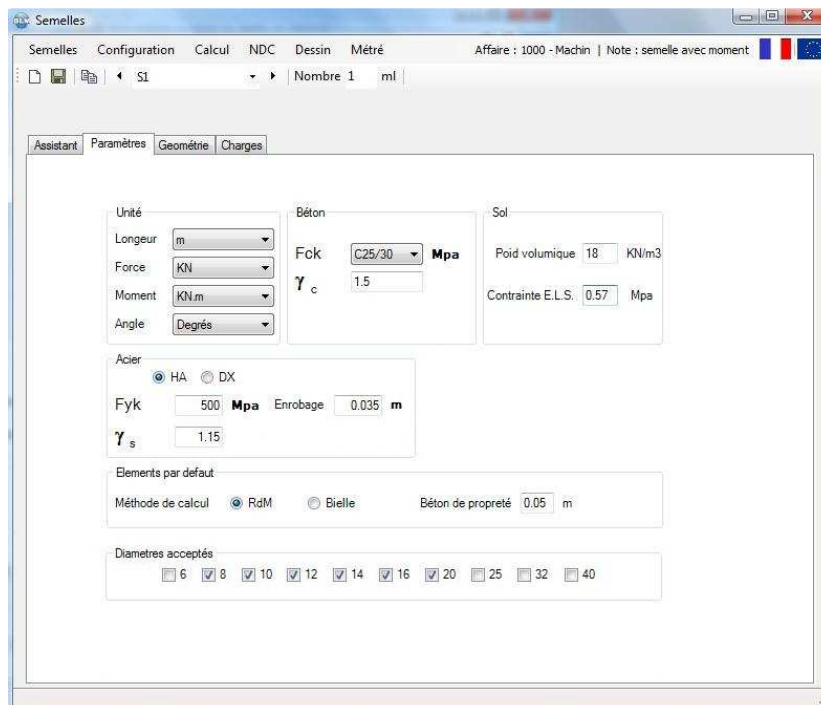 Semelles
Semelles Configuration Calcul NDC Dessin Métré Affaire : 1000 - Machin | Note : semelle avec moment
S1 Nombre 1 ml
Assistant Paramètres Geométrie Charges
Unité Béton Sol
Longeur m Fck C25/30 Mpa Poid volumique 18 KN/m3
Force KN γ c 1.5
Moment KN.m Contrainte E.L.S. 0.57 Mpa
Angle Degrés
Acier
HA DX
Fyk 500 Mpa Enrobage 0.035 m
γ s 1.15
Elements par defaut
Méthode de calcul RdM Bielle Béton de propreté 0.05 m
Diametres acceptés
6 8 10 12 14 16 20 25 32 40